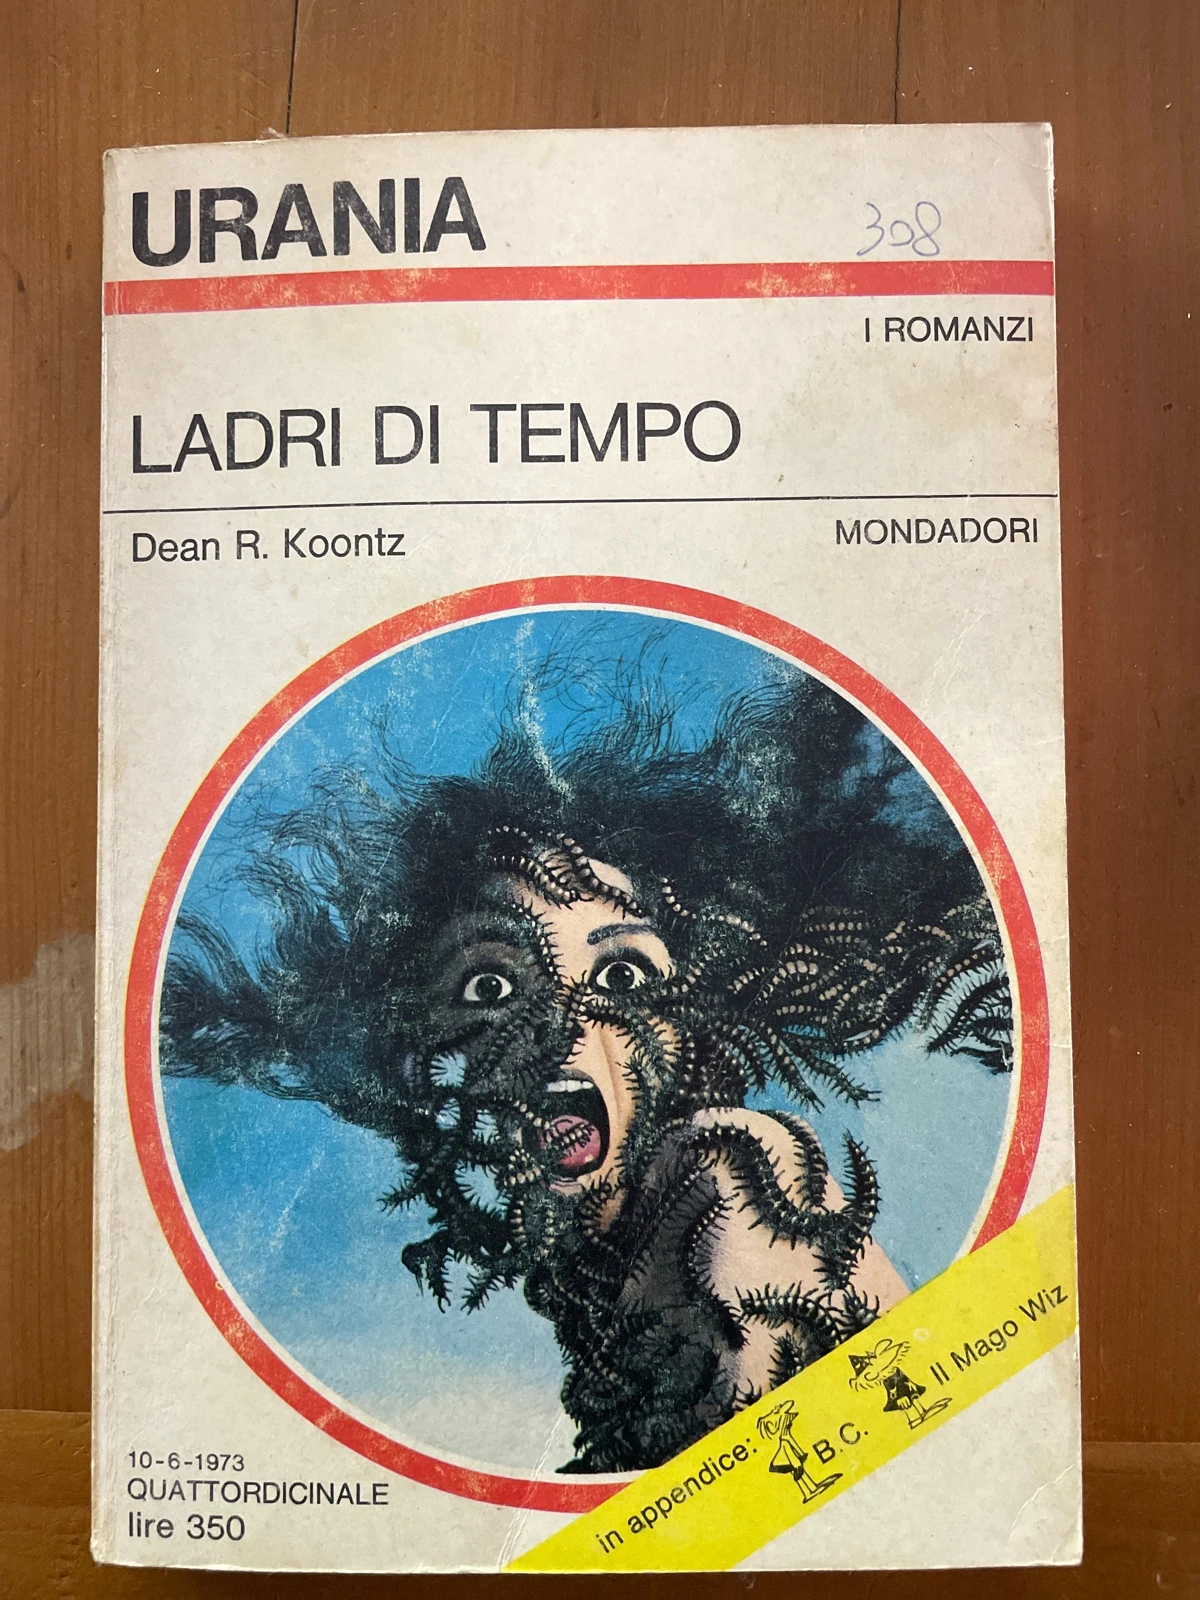 URANIA
308
I ROMANZI
LADRI DI TEMPO
Dean R. Koontz
MONDADORI
10-6-1973
QUATTORDICINALE
lire 350
in appendice: B.C. Il Mago Wiz